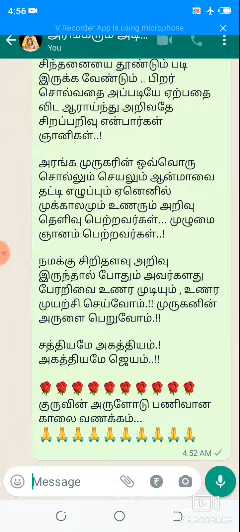 4:56
V Recorder App is using microphone
அரங்கரும் அடி...
You
சிந்தனையை தூண்டும் படி
இருக்க வேண்டும் . பிறர்
சொல்வதை அப்படியே ஏற்பதை
விட ஆராய்ந்து அறிவதே
சிறப்பறிவு என்பார்கள்
ஞானிகள்..!
அரங்க முருகரின் ஒவ்வொரு
சொல்லும் செயலும் ஆன்மாவை
தட்டி எழுப்பும் ஏனெனில்
முக்காலமும் உணரும் அறிவு
தெளிவு பெற்றவர்கள்... முழுமை
ஞானம் பெற்றவர்கள்.!
நமக்கு சிறிதளவு அறிவு
இருந்தால் போதும் அவர்களது
பேரறிவை உணர முடியும் , உணர
முயற்சி செய்வோம்.!! முருகனின்
அருளை பெறுவோம்.!!
சத்தியமே அகத்தியம்.!
அகத்தியமே ஜெயம்..!!
🌹🌹🌹🌹🌹🌹🌹🌹🌹🌹
குருவின் அருளோடு பணிவான
காலை வணக்கம்...
🙏🙏🙏🙏🙏🙏🙏🙏🙏🙏
4:52 AM
Message